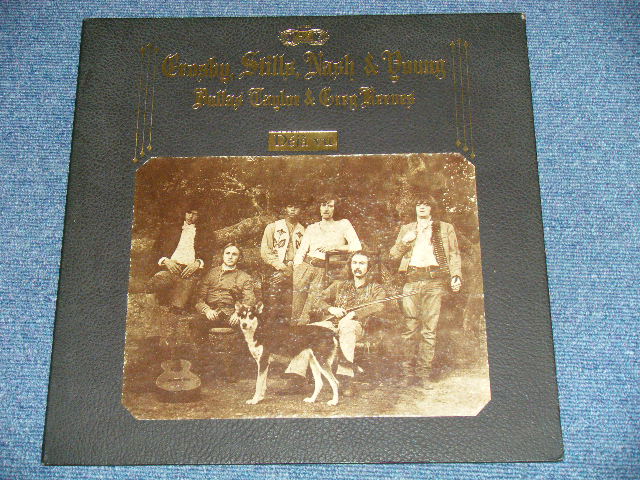 Crosby, Stills, Nash & Young
Dallas Taylor & Greg Reeves
Déjà vu